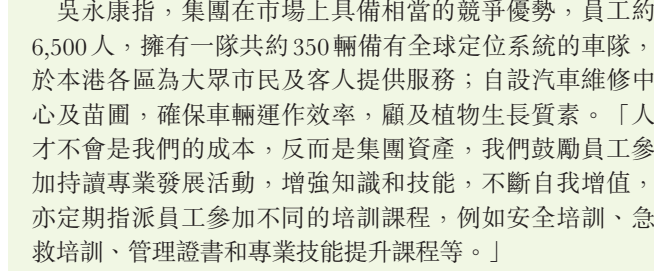 吳永康指，集團在市場上具備相當的競爭優勢，員工約
6,500人，擁有一隊共約350輛備有全球定位系統的車隊，
於本港各區為大眾市民及客人提供服務；自設汽車維修中
心及苗圃，確保車輛運作效率，顧及植物生長質素。「人
才不會是我們的成本，反而是集團資產，我們鼓勵員工參
加持讀專業發展活動，增強知識和技能，不斷自我增值，
亦定期指派員工參加不同的培訓課程，例如安全培訓、急
救培訓、管理證書和專業技能提升課程等。」